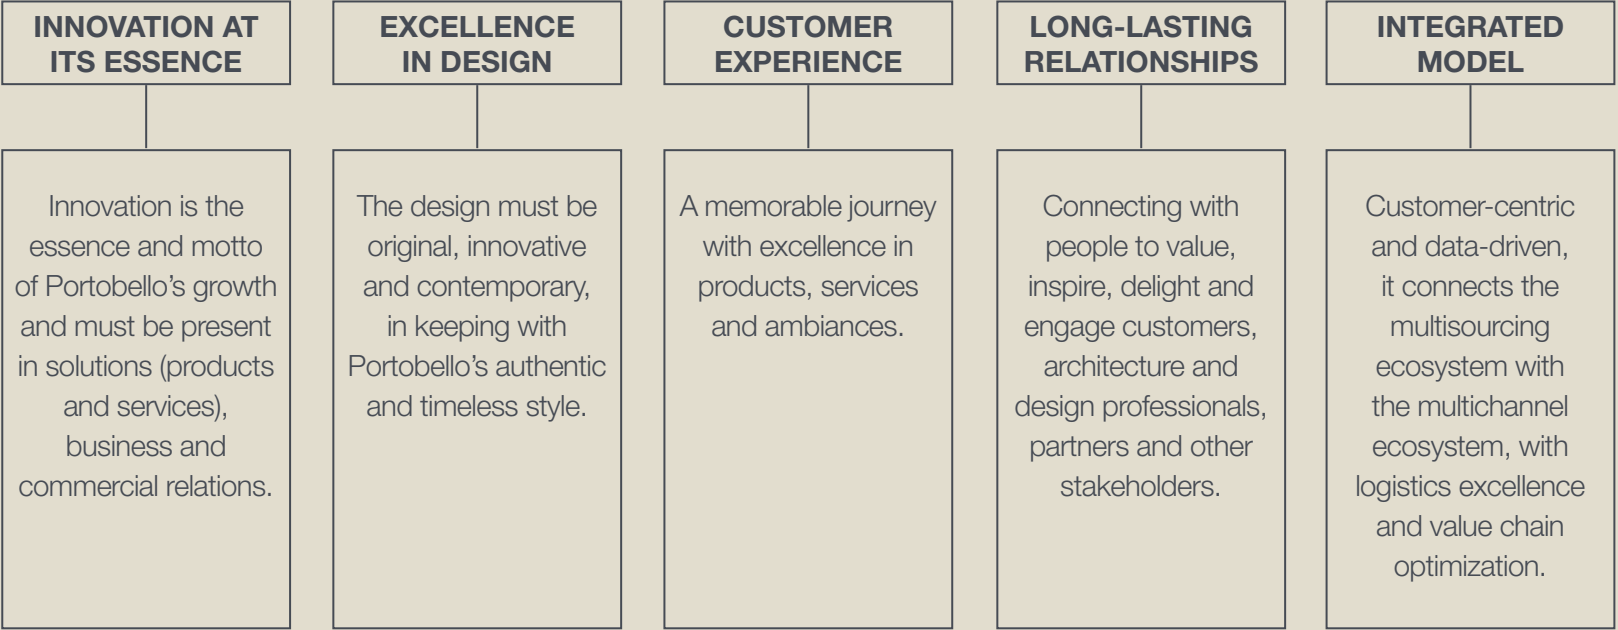 INNOVATION AT
ITS ESSENCE
Innovation is the
essence and motto
of Portobello’s growth
and must be present
in solutions (products
and services),
business and
commercial relations.
EXCELLENCE
IN DESIGN
The design must be
original, innovative
and contemporary,
in keeping with
Portobello’s authentic
and timeless style.
CUSTOMER
EXPERIENCE
A memorable journey
with excellence in
products, services
and ambiances.
LONG-LASTING
RELATIONSHIPS
Connecting with
people to value,
inspire, delight and
engage customers,
architecture and
design professionals,
partners and other
stakeholders.
INTEGRATED
MODEL
Customer-centric
and data-driven,
it connects the
multisourcing
ecosystem with
the multichannel
ecosystem, with
logistics excellence
and value chain
optimization.